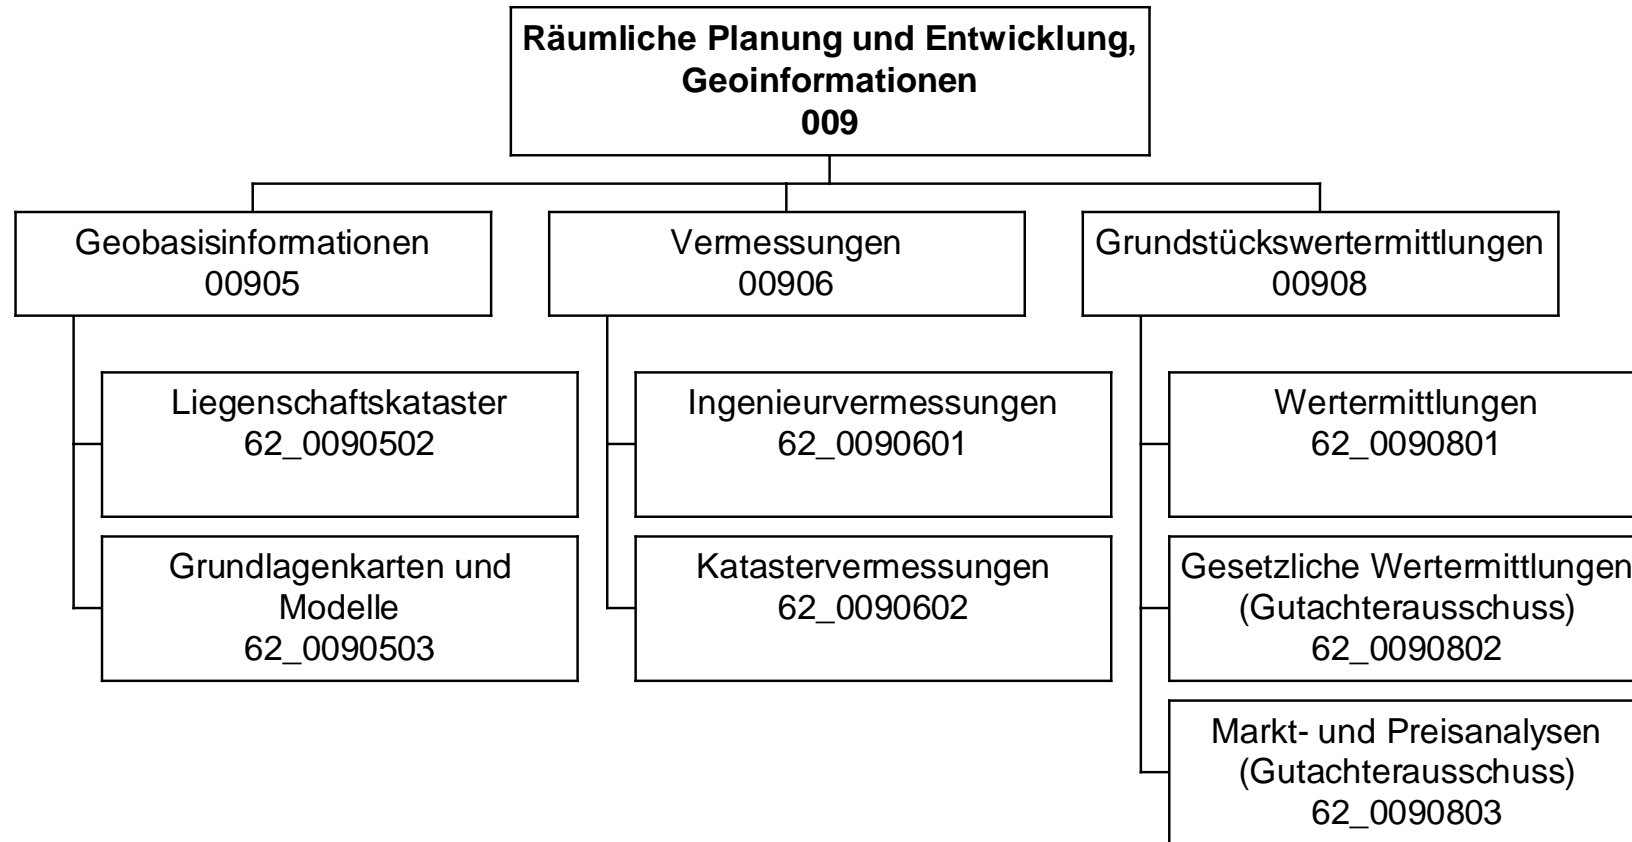 Räumliche Planung und Entwicklung,
Geoinformationen
009
Geobasisinformationen
00905
Vermessungen
00906
Grundstückswertermittlungen
00908
Liegenschaftskataster
62_0090502
Ingenieurvermessungen
62_0090601
Wertermittlungen
62_0090801
Grundlagenkarten und
Modelle
62_0090503
Katastervermessungen
62_0090602
Gesetzliche Wertermittlungen
(Gutachterausschuss)
62_0090802
Markt- und Preisanalysen
(Gutachterausschuss)
62_0090803